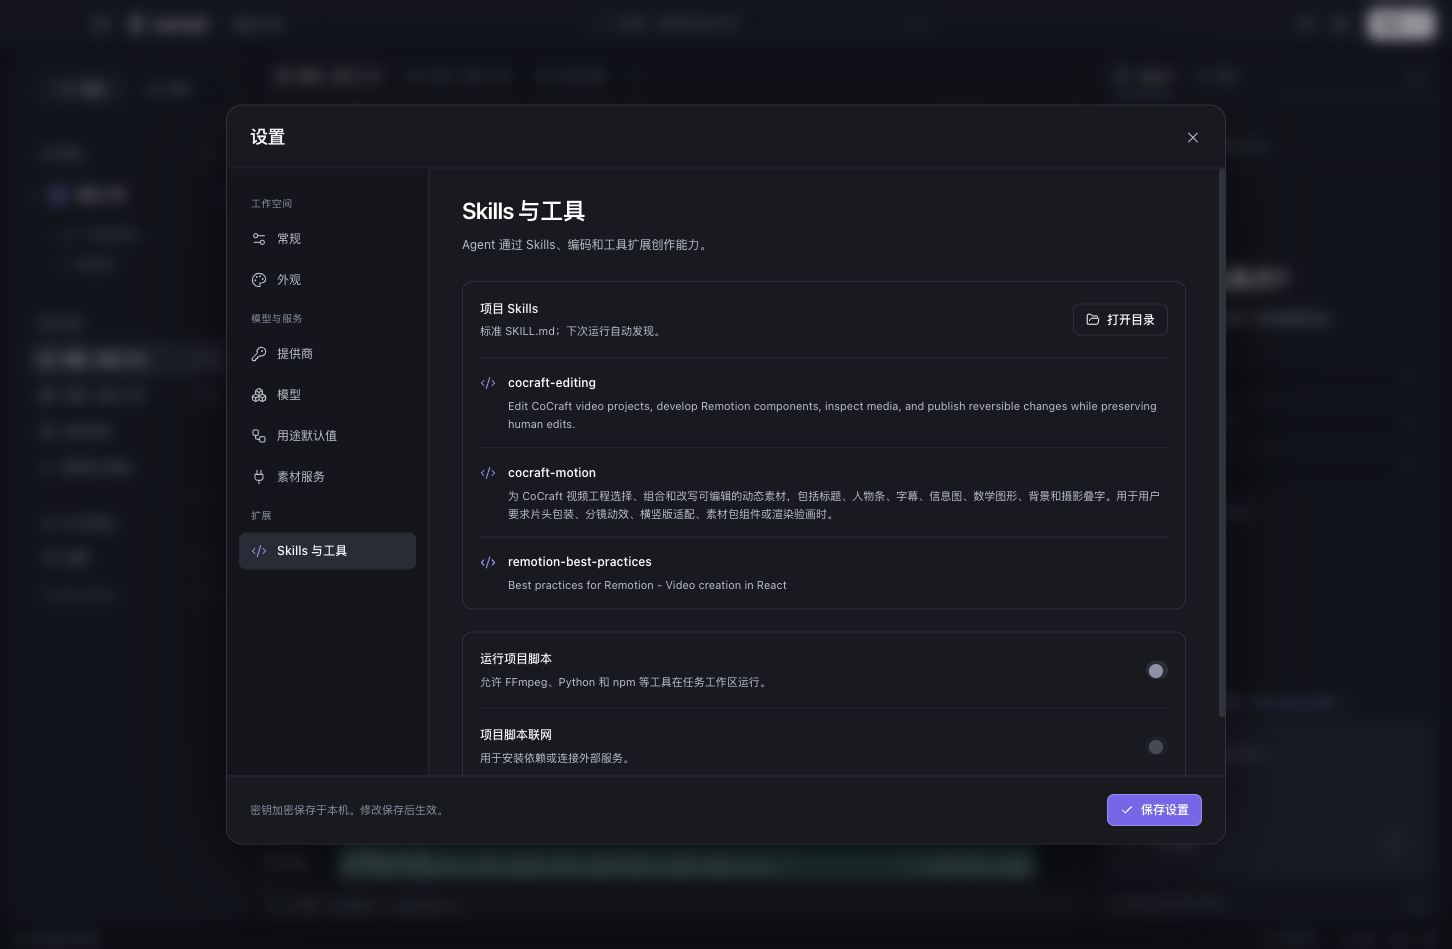 设置
工作空间
常规
外观
模型与服务
提供商
模型
用途默认值
素材服务
扩展
Skills 与工具
Skills 与工具
Agent 通过 Skills、编码和工具扩展创作能力。
项目 Skills
标准 SKILL.md；下次运行自动发现。
打开目录
cocraft-editing
Edit CoCraft video projects, develop Remotion components, inspect media, and publish reversible changes while preserving
human edits.
cocraft-motion
为 CoCraft 视频工程选择、组合和改写可编辑的动态素材，包括标题、人物条、字幕、信息图、数学图形、背景和摄影叠字。用于用户
要求片头包装、分镜动效、横竖版适配、素材包组件或渲染验画时。
remotion-best-practices
Best practices for Remotion - Video creation in React
运行项目脚本
允许 FFmpeg、Python 和 npm 等工具在任务工作区运行。
项目脚本联网
用于安装依赖或连接外部服务。
密钥加密保存于本机。修改保存后生效。
保存设置